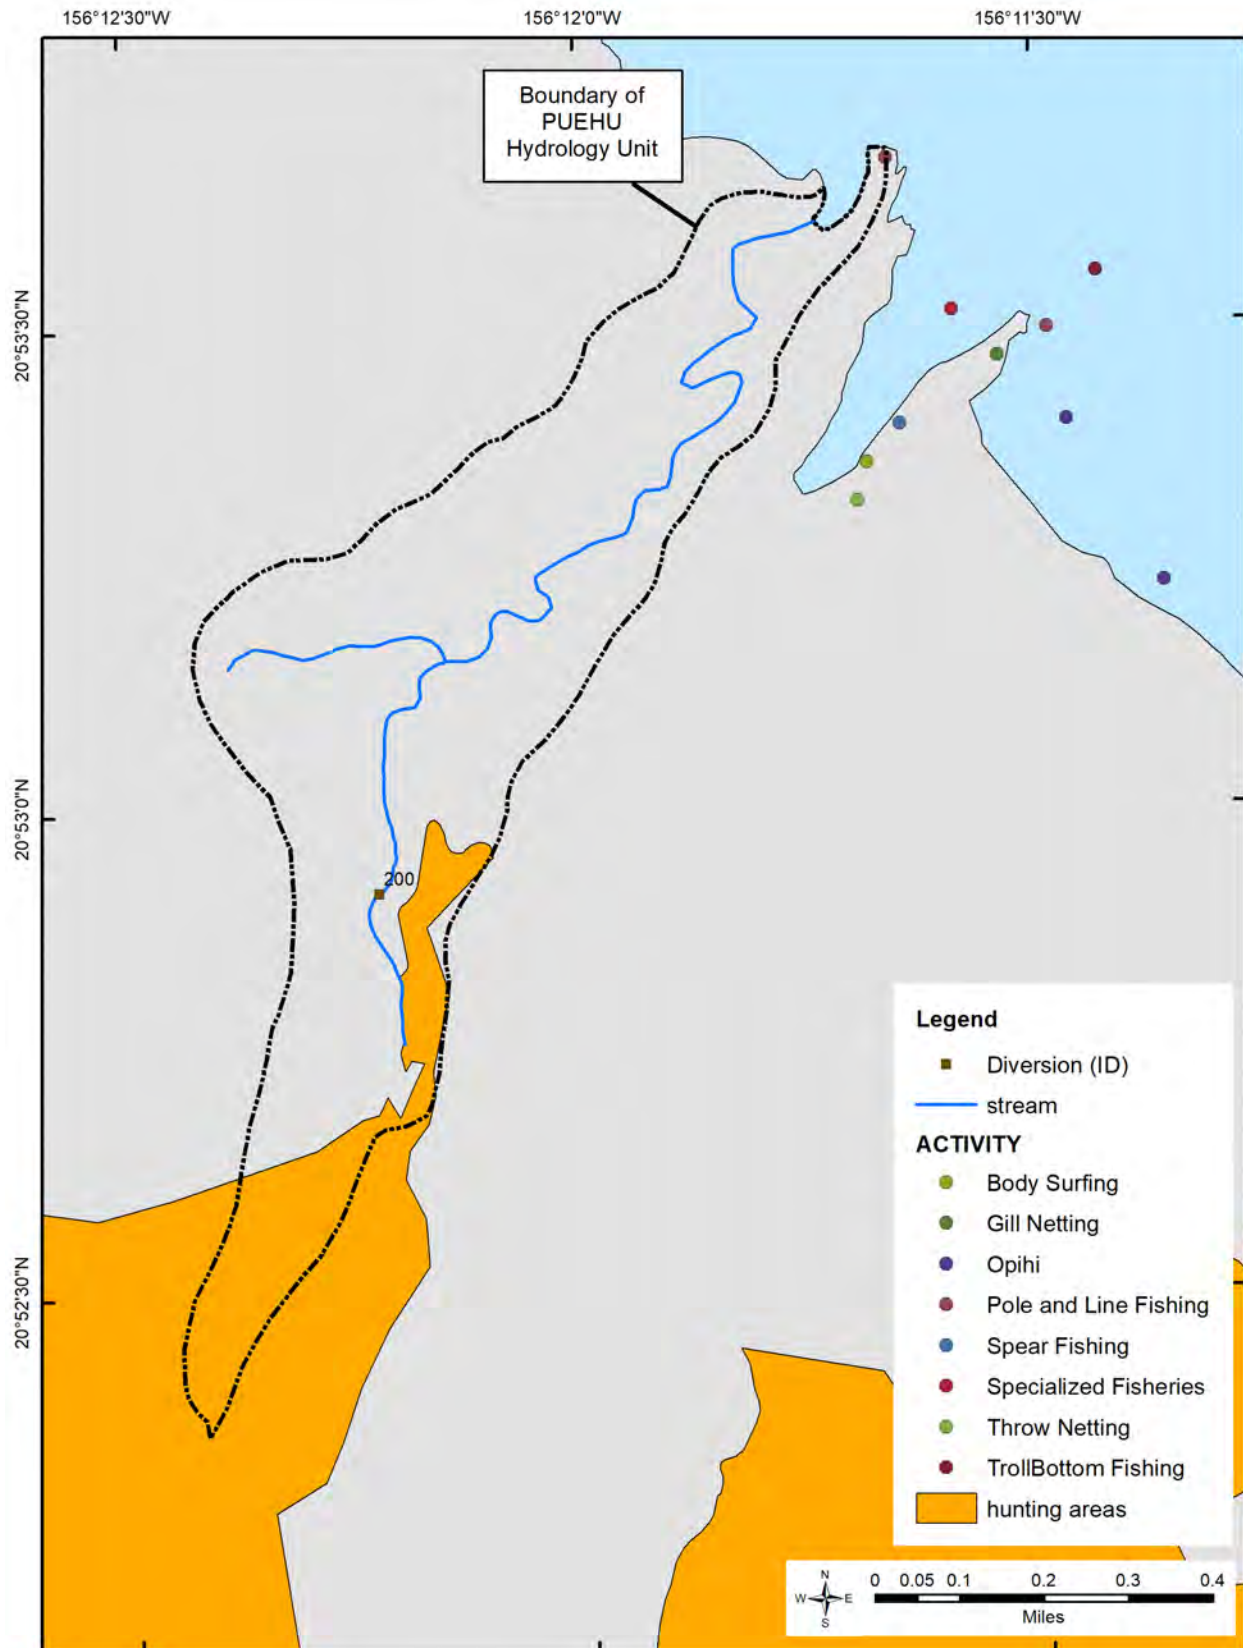 156°12'30"W
156°12'0"W
156°11'30"W
Boundary of
PUEHU
Hydrology Unit
20°53'30"N
20°53'0"N
200
20°52'30"N
Legend
Diversion (ID)
stream
ACTIVITY
Body Surfing
Gill Netting
Opihi
Pole and Line Fishing
Spear Fishing
Specialized Fisheries
Throw Netting
TrollBottom Fishing
hunting areas
N
W E
S
0 0.05 0.1 0.2 0.3 0.4
Miles